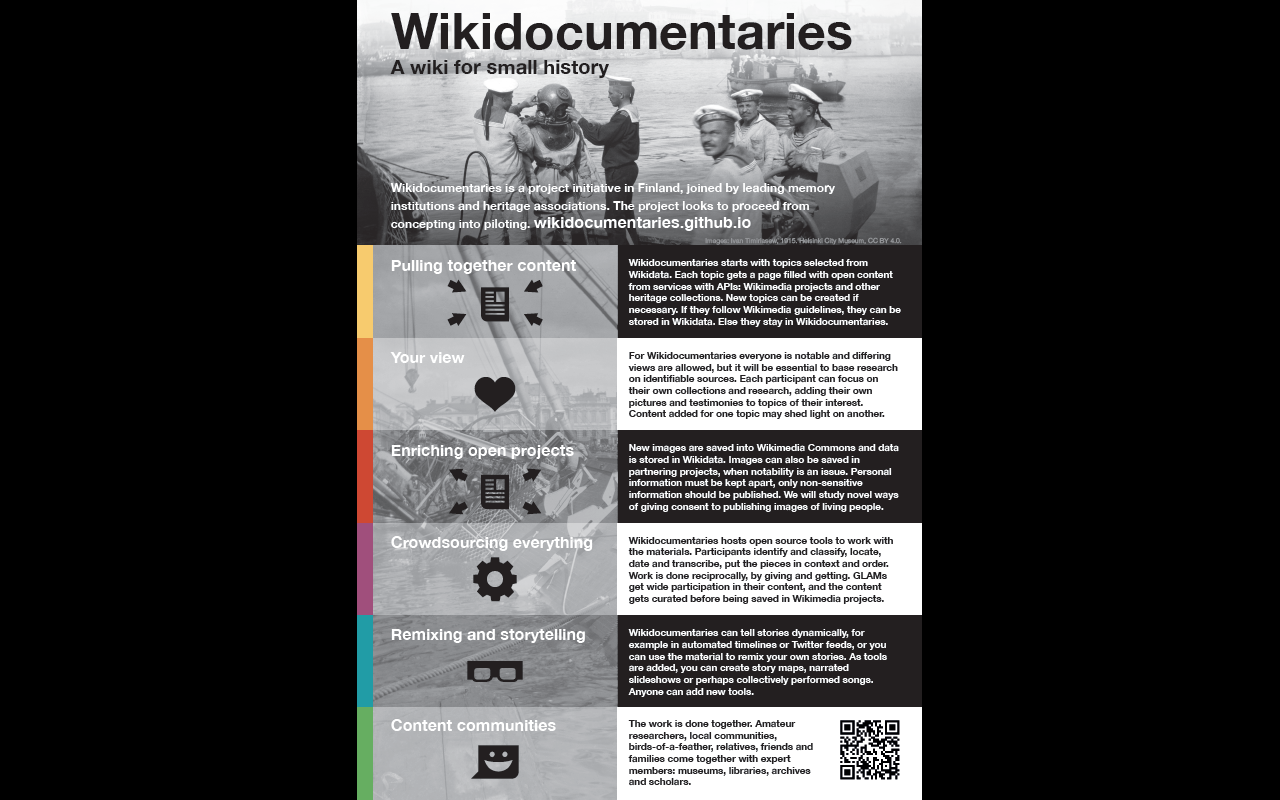 Wikidocumentaries
A wiki for small history
Wikidocumentaries is a project initiative in Finland, joined by leading memory
institutions and heritage associations. The project looks to proceed from
concepting into piloting. wikidocumentaries.github.io
Images: Ivan Timiriasew, 1915. Helsinki City Museum, CC BY 4.0.
Pulling together content
Wikidocumentaries starts with topics selected from
Wikidata. Each topic gets a page filled with open content
from services with APIs: Wikimedia projects and other
heritage collections. New topics can be created if
necessary. If they follow Wikimedia guidelines, they can be
stored in Wikidata. Else they stay in Wikidocumentaries.
Your view
For Wikidocumentaries everyone is notable and differing
views are allowed, but it will be essential to base research
on identifiable sources. Each participant can focus on
their own collections and research, adding their own
pictures and testimonies to topics of their interest.
Content added for one topic may shed light on another.
Enriching open projects
New images are saved into Wikimedia Commons and data
is stored in Wikidata. Images can also be saved in
partnering projects, when notability is an issue. Personal
information must be kept apart, only non-sensitive
information should be published. We will study novel ways
of giving consent to publishing images of living people.
Crowdsourcing everything
Wikidocumentaries hosts open source tools to work with
the materials. Participants identify and classify, locate,
date and transcribe, put the pieces in context and order.
Work is done reciprocally, by giving and getting. GLAMs
get wide participation in their content, and the content
gets curated before being saved in Wikimedia projects.
Remixing and storytelling
Wikidocumentaries can tell stories dynamically, for
example in automated timelines or Twitter feeds, or you
can use the material to remix your own stories. As tools
are added, you can create story maps, narrated
slideshows or perhaps collectively performed songs.
Anyone can add new tools.
Content communities
The work is done together. Amateur
researchers, local communities,
birds-of-a-feather, relatives, friends and
families come together with expert
members: museums, libraries, archives
and scholars.